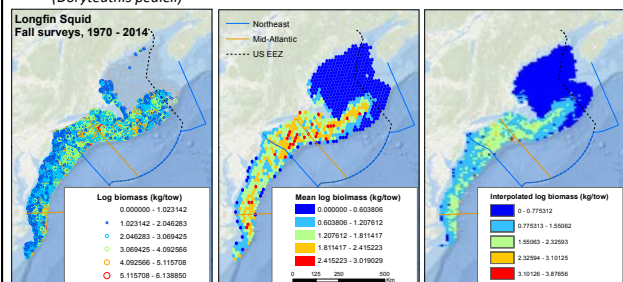 (Doryteuthis pealeii)
Longfin Squid
Fall surveys, 1970 - 2014
Northeast
Mid-Atlantic
US EEZ
Log biomass (kg/tow)
0.000000 - 1.023142
1.023142 - 2.046283
2.046283 - 3.069425
3.069425 - 4.092566
4.092566 - 5.115708
5.115708 - 6.138850
Mean log biolmass (kg/tow)
0.000000 - 0.603806
0.603806 - 1.207612
1.207612 - 1.811417
1.811417 - 2.415223
2.415223 - 3.019029
0 125 250 500
Km
Interpolated log biomass (kg/tow)
0 - 0.775312
0.775313 - 1.55062
1.55063 - 2.32593
2.32594 - 3.10125
3.10126 - 3.87656